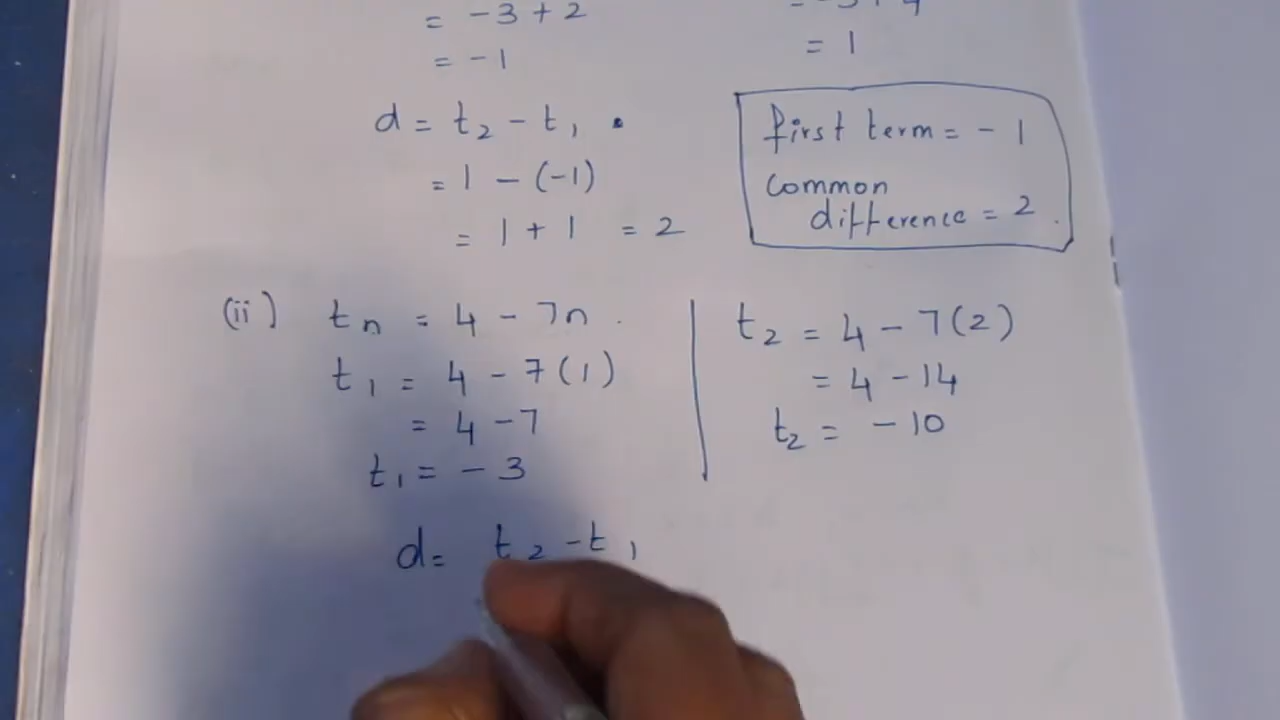 = -3 + 2
= -1
= 1
d = t2 - t1 .
= 1 - (-1)
= 1 + 1 = 2
first term = - 1
common
difference = 2 .
(ii) tn = 4 - 7n .
t1 = 4 - 7(1)
= 4 - 7
t1 = - 3
t2 = 4 - 7(2)
= 4 - 14
t2 = - 10
d = t2 - t1